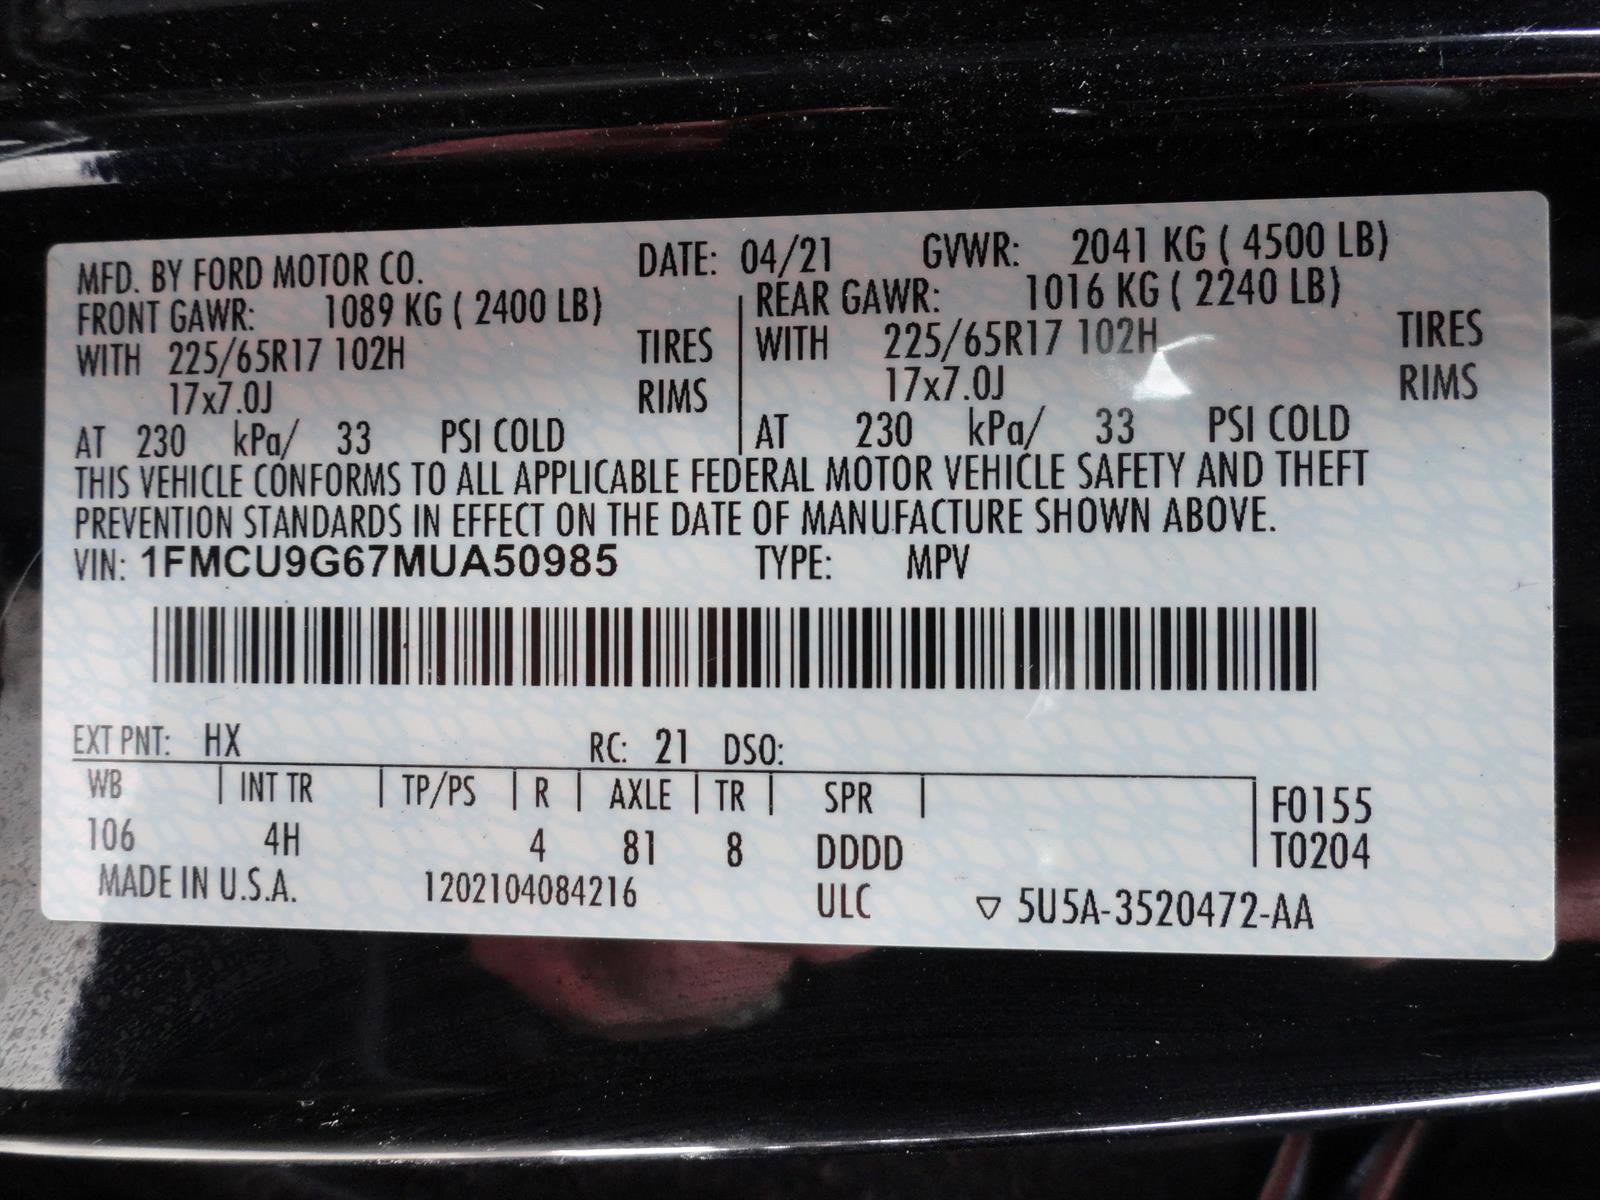 MFD. BY FORD MOTOR CO. DATE: 04/21 GVWR: 2041 KG ( 4500 LB)
FRONT GAWR: 1089 KG ( 2400 LB) REAR GAWR: 1016 KG ( 2240 LB)
WITH 225/65R17 102H TIRES WITH 225/65R17 102H TIRES
17x7.0J RIMS 17x7.0J RIMS
AT 230 kPa/ 33 PSI COLD AT 230 kPa/ 33 PSI COLD
THIS VEHICLE CONFORMS TO ALL APPLICABLE FEDERAL MOTOR VEHICLE SAFETY AND THEFT
PREVENTION STANDARDS IN EFFECT ON THE DATE OF MANUFACTURE SHOWN ABOVE.
VIN: 1FMCU9G67MUA50985 TYPE: MPV
EXT PNT: HX RC: 21 DSO:
WB INT TR TP/PS R AXLE TR SPR F0155
106 4H 4 81 8 DDDD T0204
MADE IN U.S.A. 1202104084216 ULC ▽ 5U5A-3520472-AA